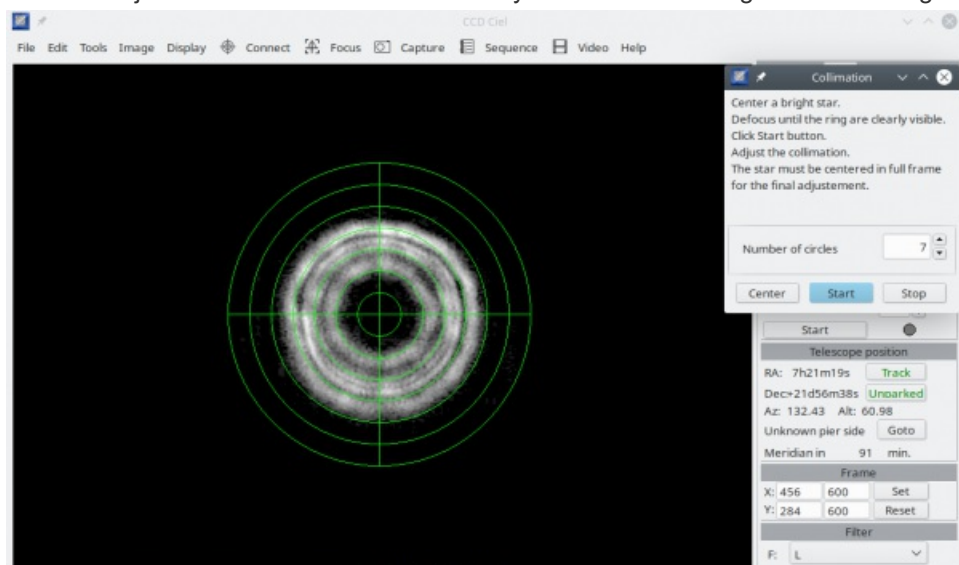 CCD Ciel
File Edit Tools Image Display Connect Focus Capture Sequence Video Help
Collimation
Center a bright star.
Defocus until the ring are clearly visible.
Click Start button.
Adjust the collimation.
The star must be centered in full frame
for the final adjustement.
Number of circles 7
Center Start Stop
Start
Telescope position
RA: 7h21m19s Track
Dec:+21d56m38s Unparked
Az: 132.43 Alt: 60.98
Unknown pier side Goto
Meridian in 91 min.
Frame
X: 456 600 Set
Y: 284 600 Reset
Filter
F: L